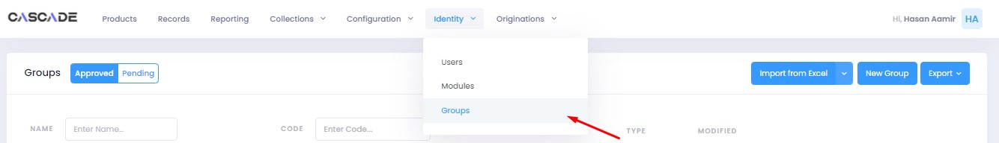 CASCADE Products Records Reporting Collections Configuration Identity Originations Hi, Hasan Aamir HA
Users
Groups Approved Pending Import from Excel New Group Export
Modules
Groups
NAME Enter Name... CODE Enter Code... TYPE MODIFIED